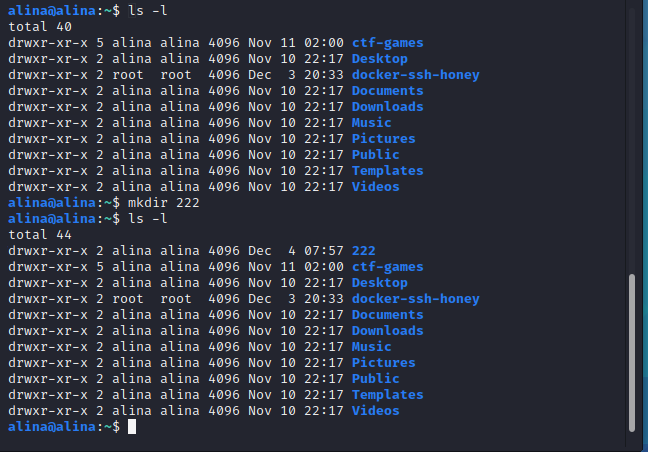 alina@alina:~$ ls -l
total 40
drwxr-xr-x 5 alina alina 4096 Nov 11 02:00 ctf-games
drwxr-xr-x 2 alina alina 4096 Nov 10 22:17 Desktop
drwxr-xr-x 2 root  root  4096 Dec  3 20:33 docker-ssh-honey
drwxr-xr-x 2 alina alina 4096 Nov 10 22:17 Documents
drwxr-xr-x 2 alina alina 4096 Nov 10 22:17 Downloads
drwxr-xr-x 2 alina alina 4096 Nov 10 22:17 Music
drwxr-xr-x 2 alina alina 4096 Nov 10 22:17 Pictures
drwxr-xr-x 2 alina alina 4096 Nov 10 22:17 Public
drwxr-xr-x 2 alina alina 4096 Nov 10 22:17 Templates
drwxr-xr-x 2 alina alina 4096 Nov 10 22:17 Videos
alina@alina:~$ mkdir 222
alina@alina:~$ ls -l
total 44
drwxr-xr-x 2 alina alina 4096 Dec  4 07:57 222
drwxr-xr-x 5 alina alina 4096 Nov 11 02:00 ctf-games
drwxr-xr-x 2 alina alina 4096 Nov 10 22:17 Desktop
drwxr-xr-x 2 root  root  4096 Dec  3 20:33 docker-ssh-honey
drwxr-xr-x 2 alina alina 4096 Nov 10 22:17 Documents
drwxr-xr-x 2 alina alina 4096 Nov 10 22:17 Downloads
drwxr-xr-x 2 alina alina 4096 Nov 10 22:17 Music
drwxr-xr-x 2 alina alina 4096 Nov 10 22:17 Pictures
drwxr-xr-x 2 alina alina 4096 Nov 10 22:17 Public
drwxr-xr-x 2 alina alina 4096 Nov 10 22:17 Templates
drwxr-xr-x 2 alina alina 4096 Nov 10 22:17 Videos
alina@alina:~$